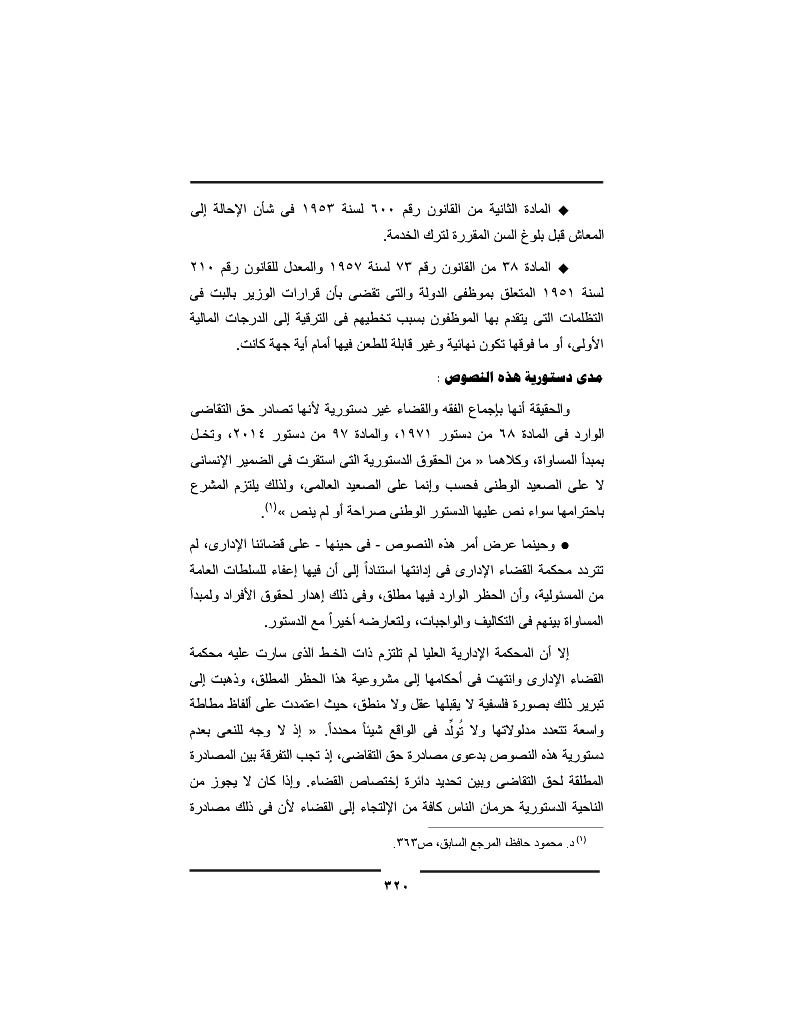 ◆ المادة الثانية من القانون رقم ٦٠٠ لسنة ١٩٥٣ فى شأن الإحالة إلى
المعاش قبل بلوغ السن المقررة لترك الخدمة.
◆ المادة ٣٨ من القانون رقم ٧٣ لسنة ١٩٥٧ والمعدل للقانون رقم ٢١٠
لسنة ١٩٥١ المتعلق بموظفى الدولة والتى تقضى بأن قرارات الوزير بالبت فى
التظلمات التى يتقدم بها الموظفون بسبب تخطيهم فى الترقية إلى الدرجات المالية
الأولى، أو ما فوقها تكون نهائية وغير قابلة للطعن فيها أمام أية جهة كانت.
مدى دستورية هذه النصوص :
والحقيقة أنها بإجماع الفقه والقضاء غير دستورية لأنها تصادر حق التقاضى
الوارد فى المادة ٦٨ من دستور ١٩٧١، والمادة ٩٧ من دستور ٢٠١٤، وتخل
بمبدأ المساواة، وكلاهما « من الحقوق الدستورية التى استقرت فى الضمير الإنسانى
لا على الصعيد الوطنى فحسب وإنما على الصعيد العالمى، ولذلك يلتزم المشرع
باحترامها سواء نص عليها الدستور الوطنى صراحة أو لم ينص »(١).
● وحينما عرض أمر هذه النصوص - فى حينها - على قضائنا الإدارى، لم
تتردد محكمة القضاء الإدارى فى إدانتها استناداً إلى أن فيها إعفاء للسلطات العامة
من المسئولية، وأن الحظر الوارد فيها مطلق، وفى ذلك إهدار لحقوق الأفراد ولمبدأ
المساواة بينهم فى التكاليف والواجبات، ولتعارضه أخيراً مع الدستور.
إلا أن المحكمة الإدارية العليا لم تلتزم ذات الخط الذى سارت عليه محكمة
القضاء الإدارى وانتهت فى أحكامها إلى مشروعية هذا الحظر المطلق، وذهبت إلى
تبرير ذلك بصورة فلسفية لا يقبلها عقل ولا منطق، حيث اعتمدت على ألفاظ مطاطة
واسعة تتعدد مدلولاتها ولا تُولِّد فى الواقع شيئاً محدداً. « إذ لا وجه للنعى بعدم
دستورية هذه النصوص بدعوى مصادرة حق التقاضى، إذ تجب التفرقة بين المصادرة
المطلقة لحق التقاضى وبين تحديد دائرة إختصاص القضاء. وإذا كان لا يجوز من
الناحية الدستورية حرمان الناس كافة من الإلتجاء إلى القضاء لأن فى ذلك مصادرة
(١) د. محمود حافظ، المرجع السابق، ص٣٦٣.
٣٢٠